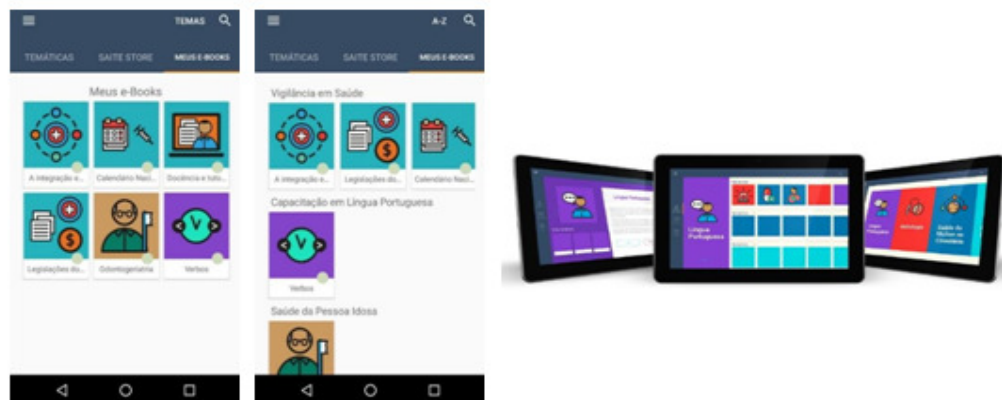 TEMAS
TEMÁTICAS SAITE STORE MEUS E-BOOKS
Meus e-Books
A integração e... Calendário Naci... Docência e tuto...
Legislações do... Odontogeriatria Verbos
A-Z
TEMÁTICAS SAITE STORE MEUS E-BOOKS
Vigilância em Saúde
A integração e... Legislações do... Calendário Naci...
Capacitação em Língua Portuguesa
Verbos
Saúde da Pessoa Idosa
Língua Portuguesa
Língua
Portuguesa